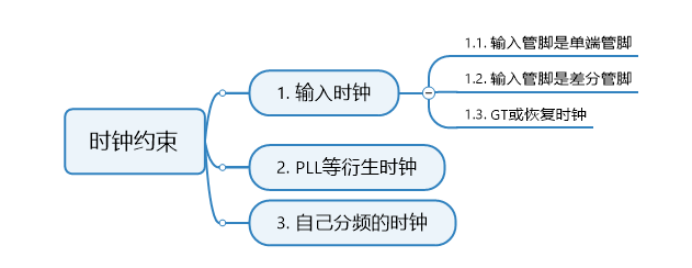 时钟约束
1. 输入时钟
1.1. 输入管脚是单端管脚
1.2. 输入管脚是差分管脚
1.3. GT或恢复时钟
2. PLL等衍生时钟
3. 自己分频的时钟